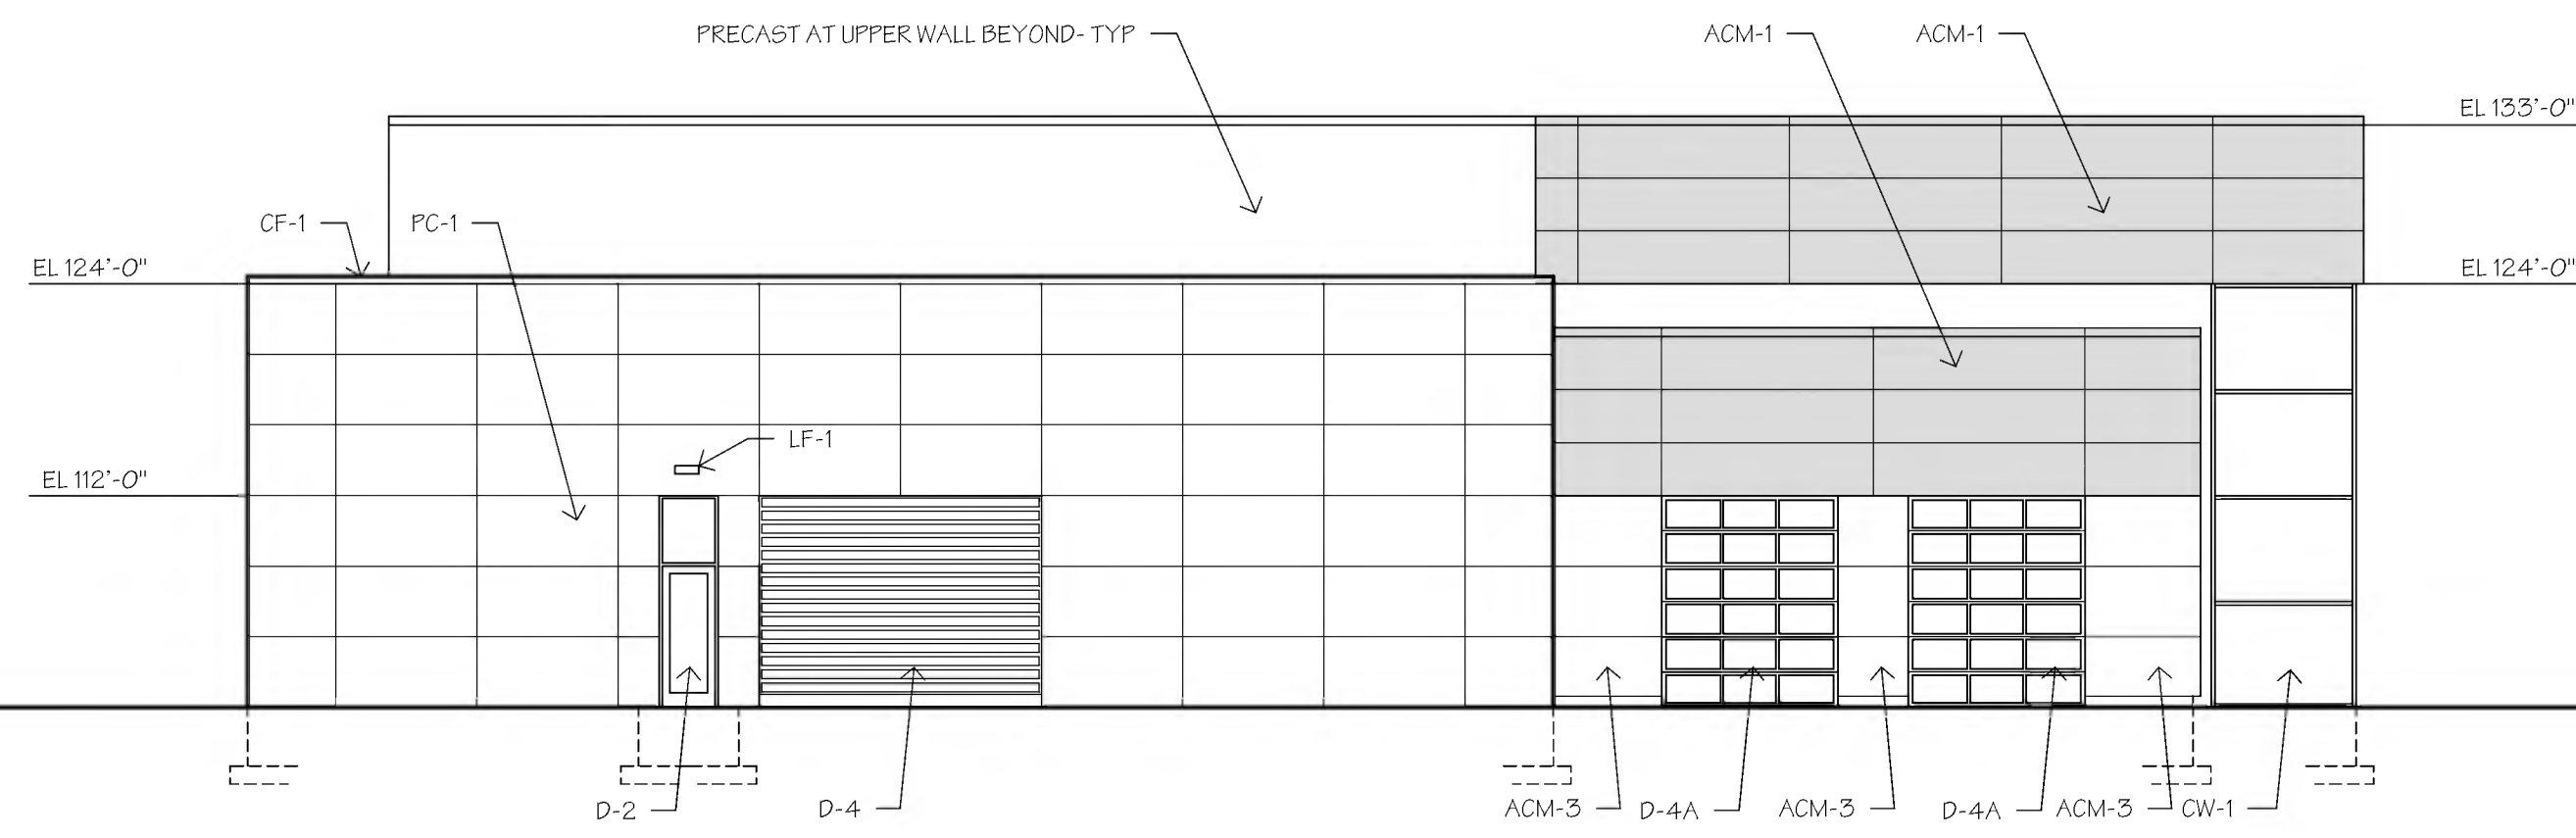 PRECAST AT UPPER WALL BEYOND- TYP
ACM-1
ACM-1
EL 133'-0"
CF-1
PC-1
EL 124'-0"
EL 124'-0"
LF-1
EL 112'-0"
D-2
D-4
ACM-3
D-4A
ACM-3
D-4A
ACM-3
CW-1